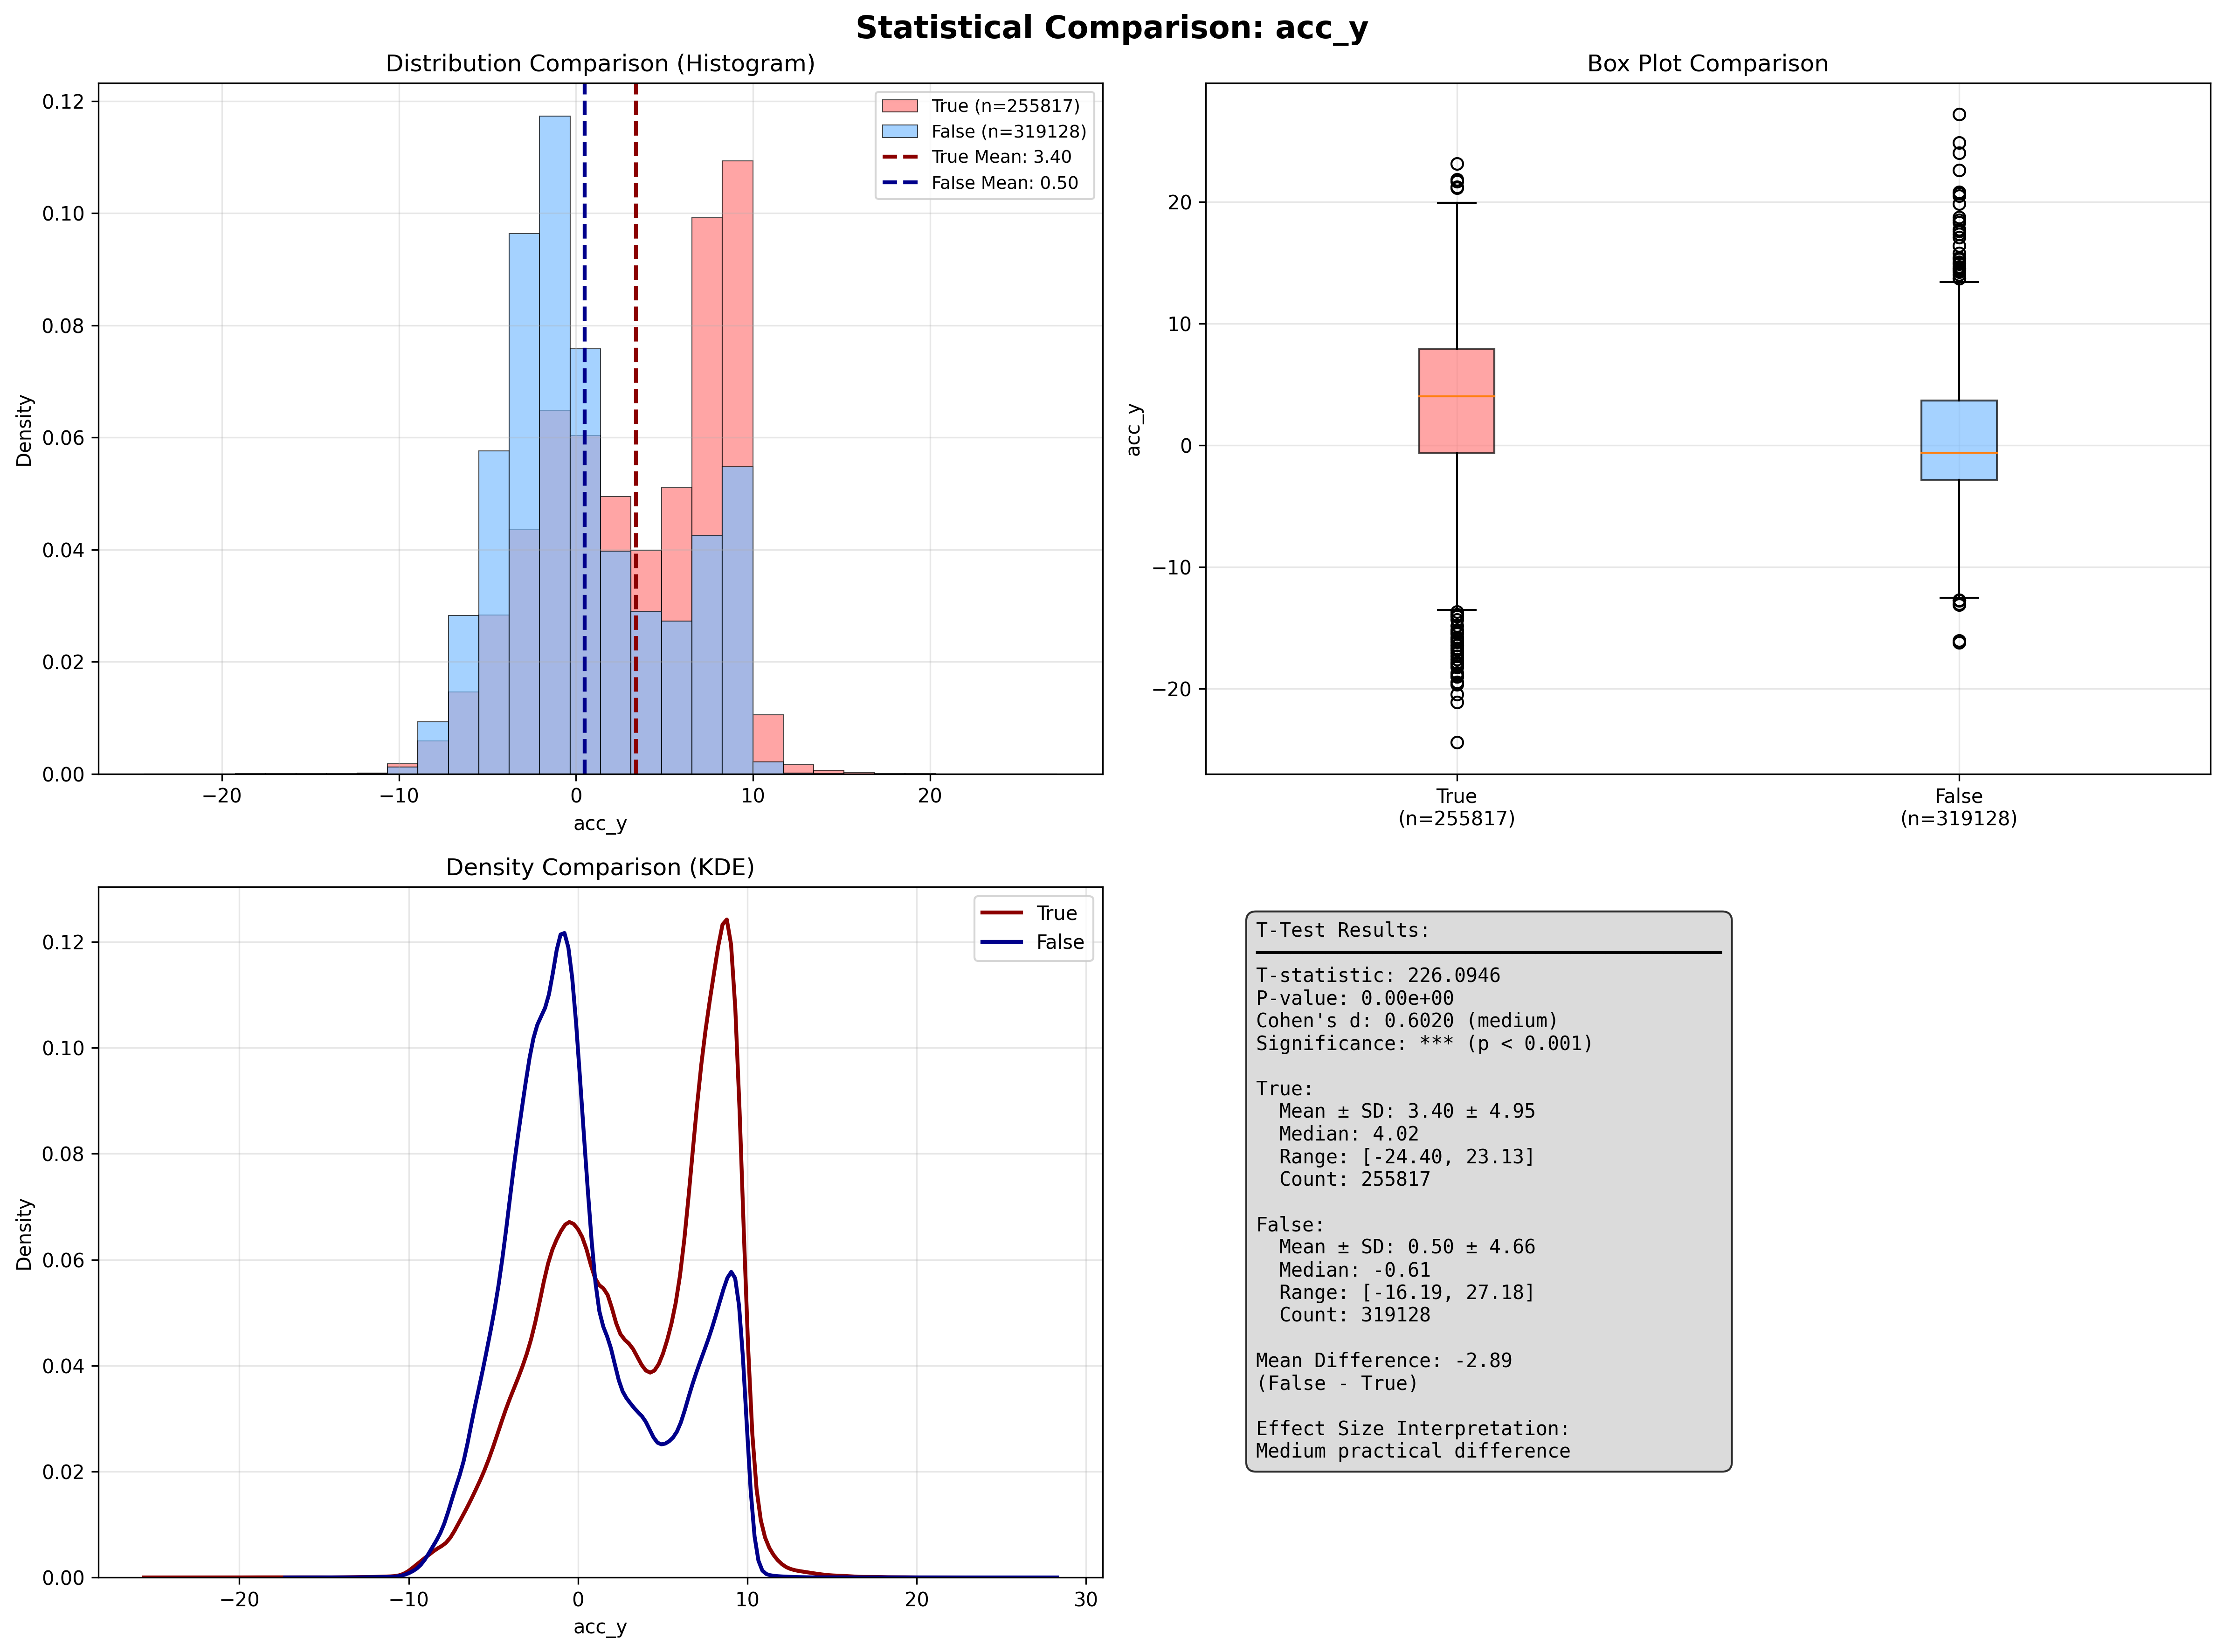 Statistical Comparison: acc_y
Distribution Comparison (Histogram)
0.12
0.10
0.08
0.06
0.04
0.02
0.00
Density
−20
−10
0
10
20
acc_y
True (n=255817)
False (n=319128)
True Mean: 3.40
False Mean: 0.50
Box Plot Comparison
20
10
0
−10
−20
acc_y
True
(n=255817)
False
(n=319128)
Density Comparison (KDE)
0.12
0.10
0.08
0.06
0.04
0.02
0.00
Density
−20
−10
0
10
20
30
acc_y
True
False
T-Test Results:
T-statistic: 226.0946
P-value: 0.00e+00
Cohen's d: 0.6020 (medium)
Significance: *** (p < 0.001)
True:
Mean ± SD: 3.40 ± 4.95
Median: 4.02
Range: [-24.40, 23.13]
Count: 255817
False:
Mean ± SD: 0.50 ± 4.66
Median: -0.61
Range: [-16.19, 27.18]
Count: 319128
Mean Difference: -2.89
(False - True)
Effect Size Interpretation:
Medium practical difference